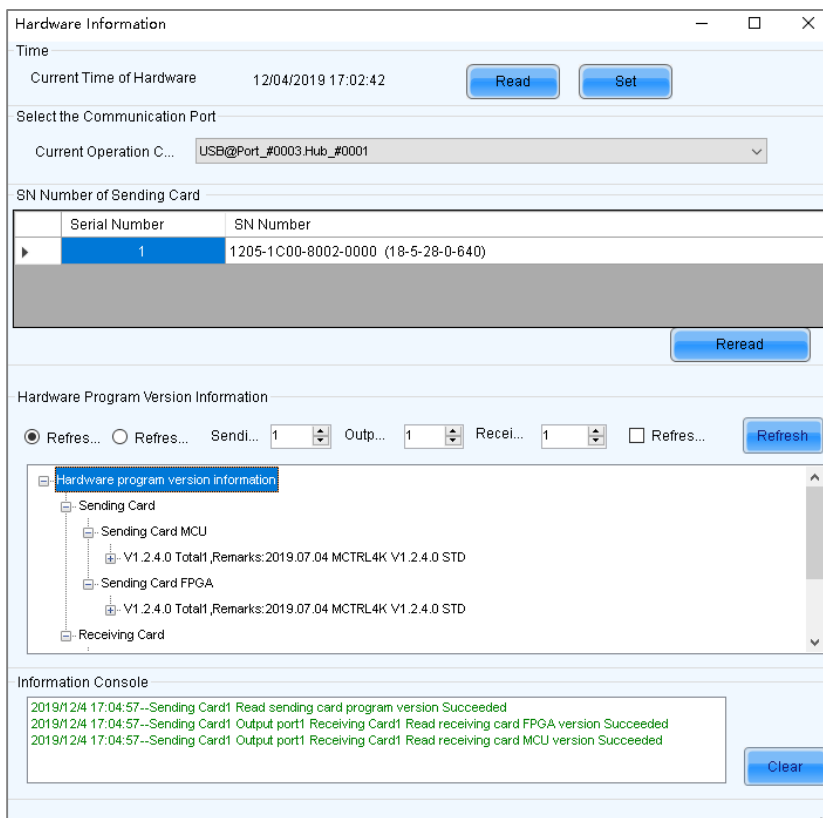 Hardware Information
Time
Current Time of Hardware 12/04/2019 17:02:42 Read Set
Select the Communication Port
Current Operation C... USB@Port_#0003.Hub_#0001
SN Number of Sending Card
Serial Number SN Number
1 1205-1C00-8002-0000 (18-5-28-0-640)
Reread
Hardware Program Version Information
Refres... Refres... Sendi... 1 Outp... 1 Recei... 1 Refres... Refresh
Hardware program version information
Sending Card
Sending Card MCU
V1.2.4.0 Total1,Remarks:2019.07.04 MCTRL4K V1.2.4.0 STD
Sending Card FPGA
V1.2.4.0 Total1,Remarks:2019.07.04 MCTRL4K V1.2.4.0 STD
Receiving Card
Information Console
2019/12/4 17:04:57--Sending Card1 Read sending card program version Succeeded
2019/12/4 17:04:57--Sending Card1 Output port1 Receiving Card1 Read receiving card FPGA version Succeeded
2019/12/4 17:04:57--Sending Card1 Output port1 Receiving Card1 Read receiving card MCU version Succeeded
Clear